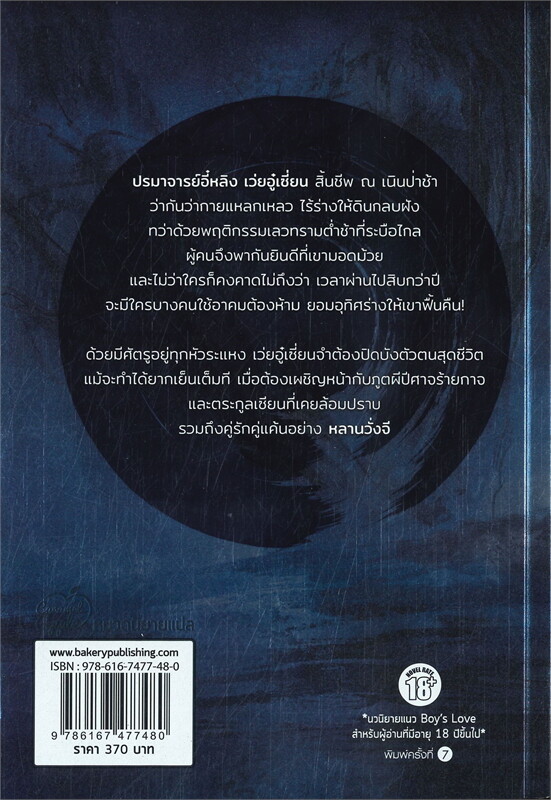 ปรมาจารย์อี๋หลิง เว่ยอู๋เซี่ยน สิ้นชีพ ณ เนินป่าช้า
ว่ากันว่ากายแหลกเหลว ไร้ร่างให้ดินกลบฝัง
ทว่าด้วยพฤติกรรมเลวทรามต่ำช้าที่ระบือไกล
ผู้คนจึงพากันยินดีที่เขามอดม้วย
และไม่ว่าใครก็คงคาดไม่ถึงว่า เวลาผ่านไปสิบกว่าปี
จะมีใครบางคนใช้อาคมต้องห้าม ยอมอุทิศร่างให้เขาฟื้นคืน!
ด้วยมีศัตรูอยู่ทุกหัวระแหง เว่ยอู๋เซี่ยนจำต้องปิดบังตัวตนสุดชีวิต
แม้จะทำได้ยากเย็นเต็มที เมื่อต้องเผชิญหน้ากับภูตผีปีศาจร้ายกาจ
และตระกูลเซียนที่เคยล้อมปราบ
รวมถึงคู่รักคู่แค้นอย่าง หลานวั่งจี
หมวดนิยายแปล
www.bakerypublishing.com
ISBN : 978-616-7477-48-0
9 786167 477480
ราคา 370 บาท
NOVEL RATE
18+
*นวนิยายแนว Boy's Love
สำหรับผู้อ่านที่มีอายุ 18 ปีขึ้นไป*
พิมพ์ครั้งที่ 7